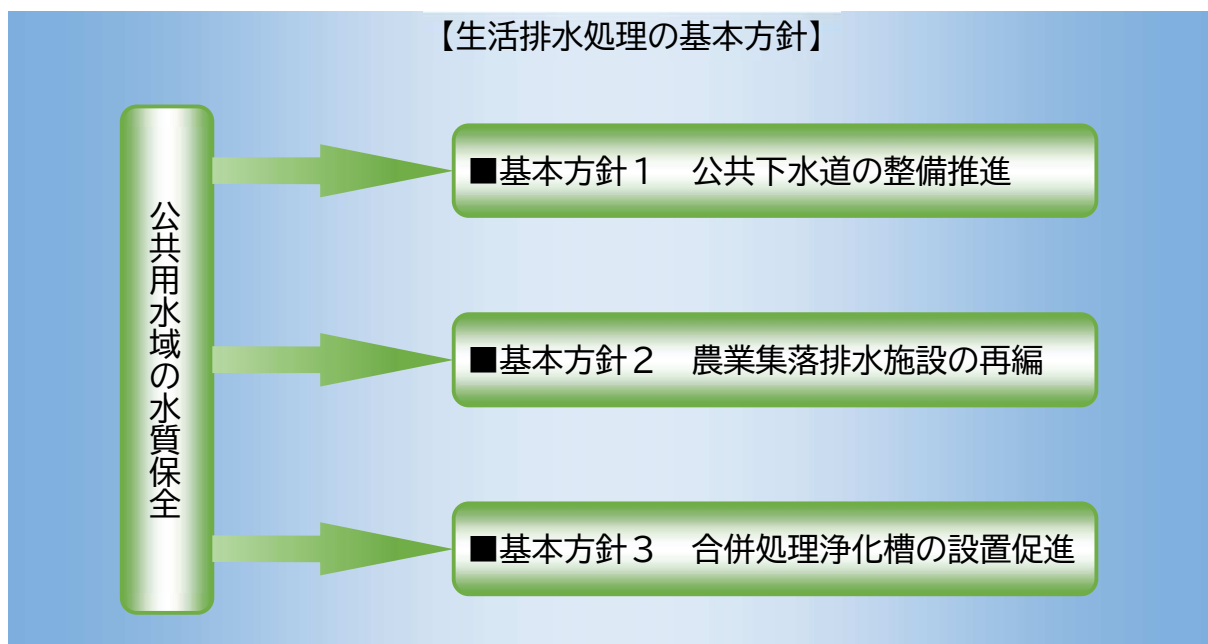 【生活排水処理の基本方針】
公共用水域の水質保全
■基本方針１　公共下水道の整備推進
■基本方針２　農業集落排水施設の再編
■基本方針３　合併処理浄化槽の設置促進